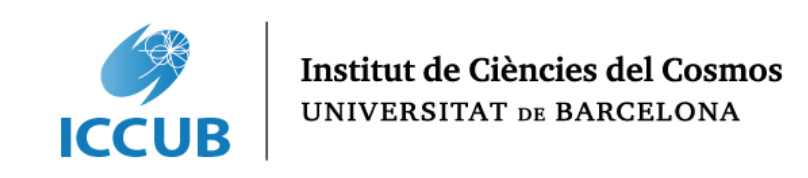 ICCUB
Institut de Ciències del Cosmos
UNIVERSITAT DE BARCELONA